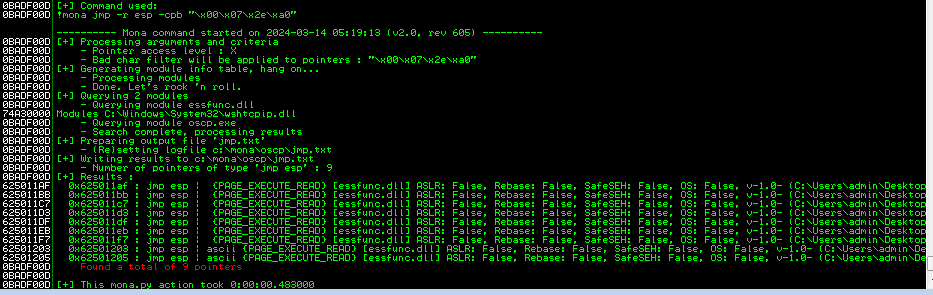 0BADF00D [+] Command used:
0BADF00D !mona jmp -r esp -cpb "\x00\x07\x2e\xa0"
---------- Mona command started on 2024-03-14 05:19:13 (v2.0, rev 605) ----------
0BADF00D [+] Processing arguments and criteria
0BADF00D - Pointer access level : X
0BADF00D - Bad char filter will be applied to pointers : "\x00\x07\x2e\xa0"
0BADF00D [+] Generating module info table, hang on...
0BADF00D - Processing modules
0BADF00D - Done. Let's rock 'n roll.
0BADF00D [+] Querying 2 modules
0BADF00D - Querying module essfunc.dll
74A30000 Modules C:\Windows\System32\wshtcpip.dll
0BADF00D - Querying module oscp.exe
0BADF00D - Search complete, processing results
0BADF00D [+] Preparing output file 'jmp.txt'
0BADF00D - (Re)setting logfile c:\mona\oscp\jmp.txt
0BADF00D [+] Writing results to c:\mona\oscp\jmp.txt
0BADF00D - Number of pointers of type 'jmp esp' : 9
0BADF00D [+] Results :
625011AF 0x625011af : jmp esp | {PAGE_EXECUTE_READ} [essfunc.dll] ASLR: False, Rebase: False, SafeSEH: False, OS: False, v-1.0- (C:\Users\admin\Desktop
625011BB 0x625011bb : jmp esp | {PAGE_EXECUTE_READ} [essfunc.dll] ASLR: False, Rebase: False, SafeSEH: False, OS: False, v-1.0- (C:\Users\admin\Desktop
625011C7 0x625011c7 : jmp esp | {PAGE_EXECUTE_READ} [essfunc.dll] ASLR: False, Rebase: False, SafeSEH: False, OS: False, v-1.0- (C:\Users\admin\Desktop
625011D3 0x625011d3 : jmp esp | {PAGE_EXECUTE_READ} [essfunc.dll] ASLR: False, Rebase: False, SafeSEH: False, OS: False, v-1.0- (C:\Users\admin\Desktop
625011DF 0x625011df : jmp esp | {PAGE_EXECUTE_READ} [essfunc.dll] ASLR: False, Rebase: False, SafeSEH: False, OS: False, v-1.0- (C:\Users\admin\Desktop
625011EB 0x625011eb : jmp esp | {PAGE_EXECUTE_READ} [essfunc.dll] ASLR: False, Rebase: False, SafeSEH: False, OS: False, v-1.0- (C:\Users\admin\Desktop
625011F7 0x625011f7 : jmp esp | {PAGE_EXECUTE_READ} [essfunc.dll] ASLR: False, Rebase: False, SafeSEH: False, OS: False, v-1.0- (C:\Users\admin\Desktop
62501203 0x62501203 : jmp esp | ascii {PAGE_EXECUTE_READ} [essfunc.dll] ASLR: False, Rebase: False, SafeSEH: False, OS: False, v-1.0- (C:\Users\admin\De
62501205 0x62501205 : jmp esp | ascii {PAGE_EXECUTE_READ} [essfunc.dll] ASLR: False, Rebase: False, SafeSEH: False, OS: False, v-1.0- (C:\Users\admin\De
0BADF00D Found a total of 9 pointers
0BADF00D
0BADF00D [+] This mona.py action took 0:00:00.483000